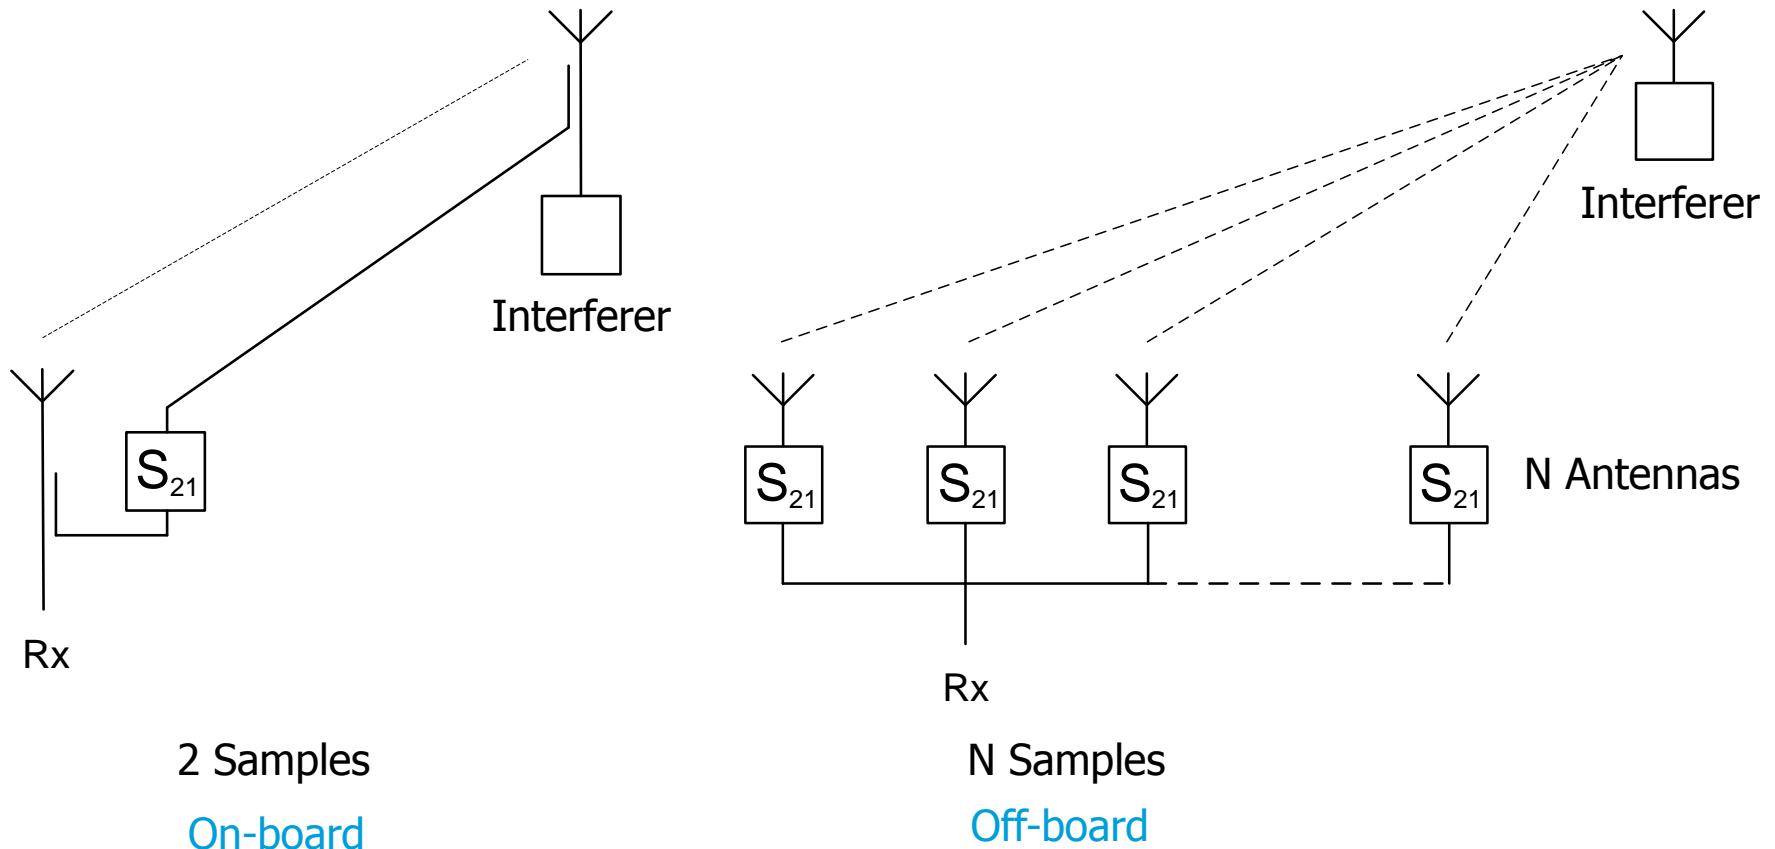 Interferer
S21
Rx
2 Samples
On-board
Interferer
S21
S21
S21
S21
N Antennas
Rx
N Samples
Off-board